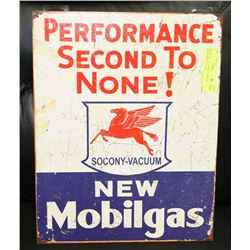 PERFORMANCE
SECOND TO
NONE!
SOCONY-VACUUM
NEW
Mobilgas